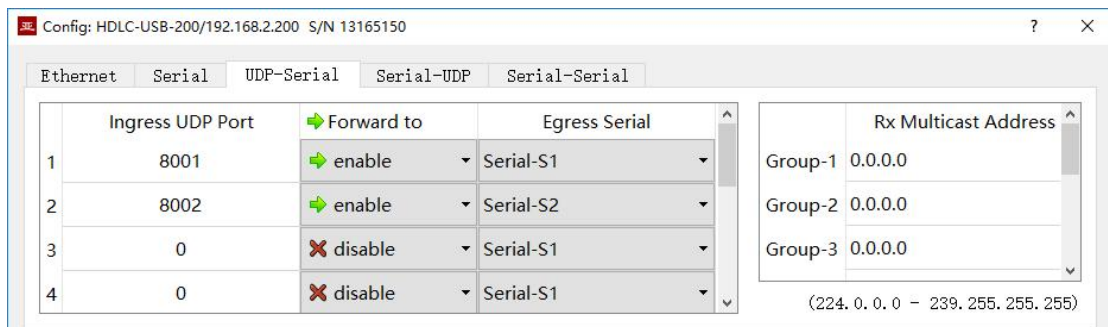 亚 Config: HDLC-USB-200/192.168.2.200 S/N 13165150 ? ×
Ethernet Serial UDP-Serial Serial-UDP Serial-Serial
Ingress UDP Port Forward to Egress Serial
1 8001 enable Serial-S1
2 8002 enable Serial-S2
3 0 disable Serial-S1
4 0 disable Serial-S1
Rx Multicast Address
Group-1 0.0.0.0
Group-2 0.0.0.0
Group-3 0.0.0.0
(224.0.0.0 - 239.255.255.255)